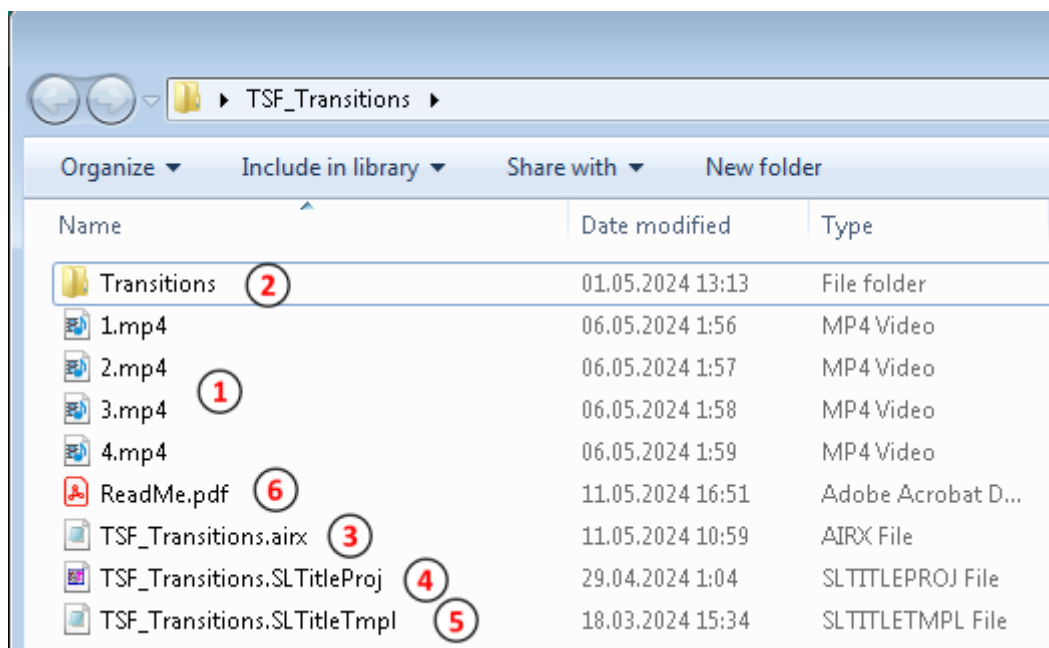 TSF_Transitions
Organize Include in library Share with New folder
Name Date modified Type
Transitions 2 01.05.2024 13:13 File folder
1.mp4 06.05.2024 1:56 MP4 Video
2.mp4 06.05.2024 1:57 MP4 Video
1
3.mp4 06.05.2024 1:58 MP4 Video
4.mp4 06.05.2024 1:59 MP4 Video
ReadMe.pdf 6 11.05.2024 16:51 Adobe Acrobat D...
TSF_Transitions.airx 3 11.05.2024 10:59 AIRX File
TSF_Transitions.SLTitleProj 4 29.04.2024 1:04 SLTITLEPROJ File
TSF_Transitions.SLTitleTmpl 5 18.03.2024 15:34 SLTITLETMPL File